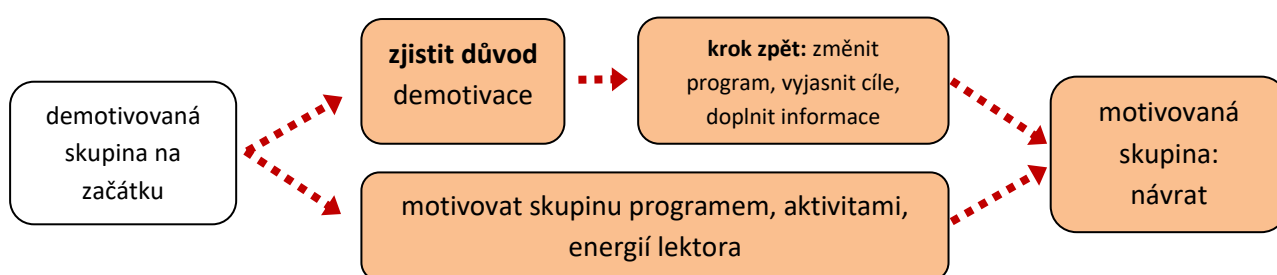 demotivovaná
skupina na
začátku
zjistit důvod
demotivace
krok zpět: změnit
program, vyjasnit cíle,
doplnit informace
motivovat skupinu programem, aktivitami,
energií lektora
motivovaná
skupina:
návrat